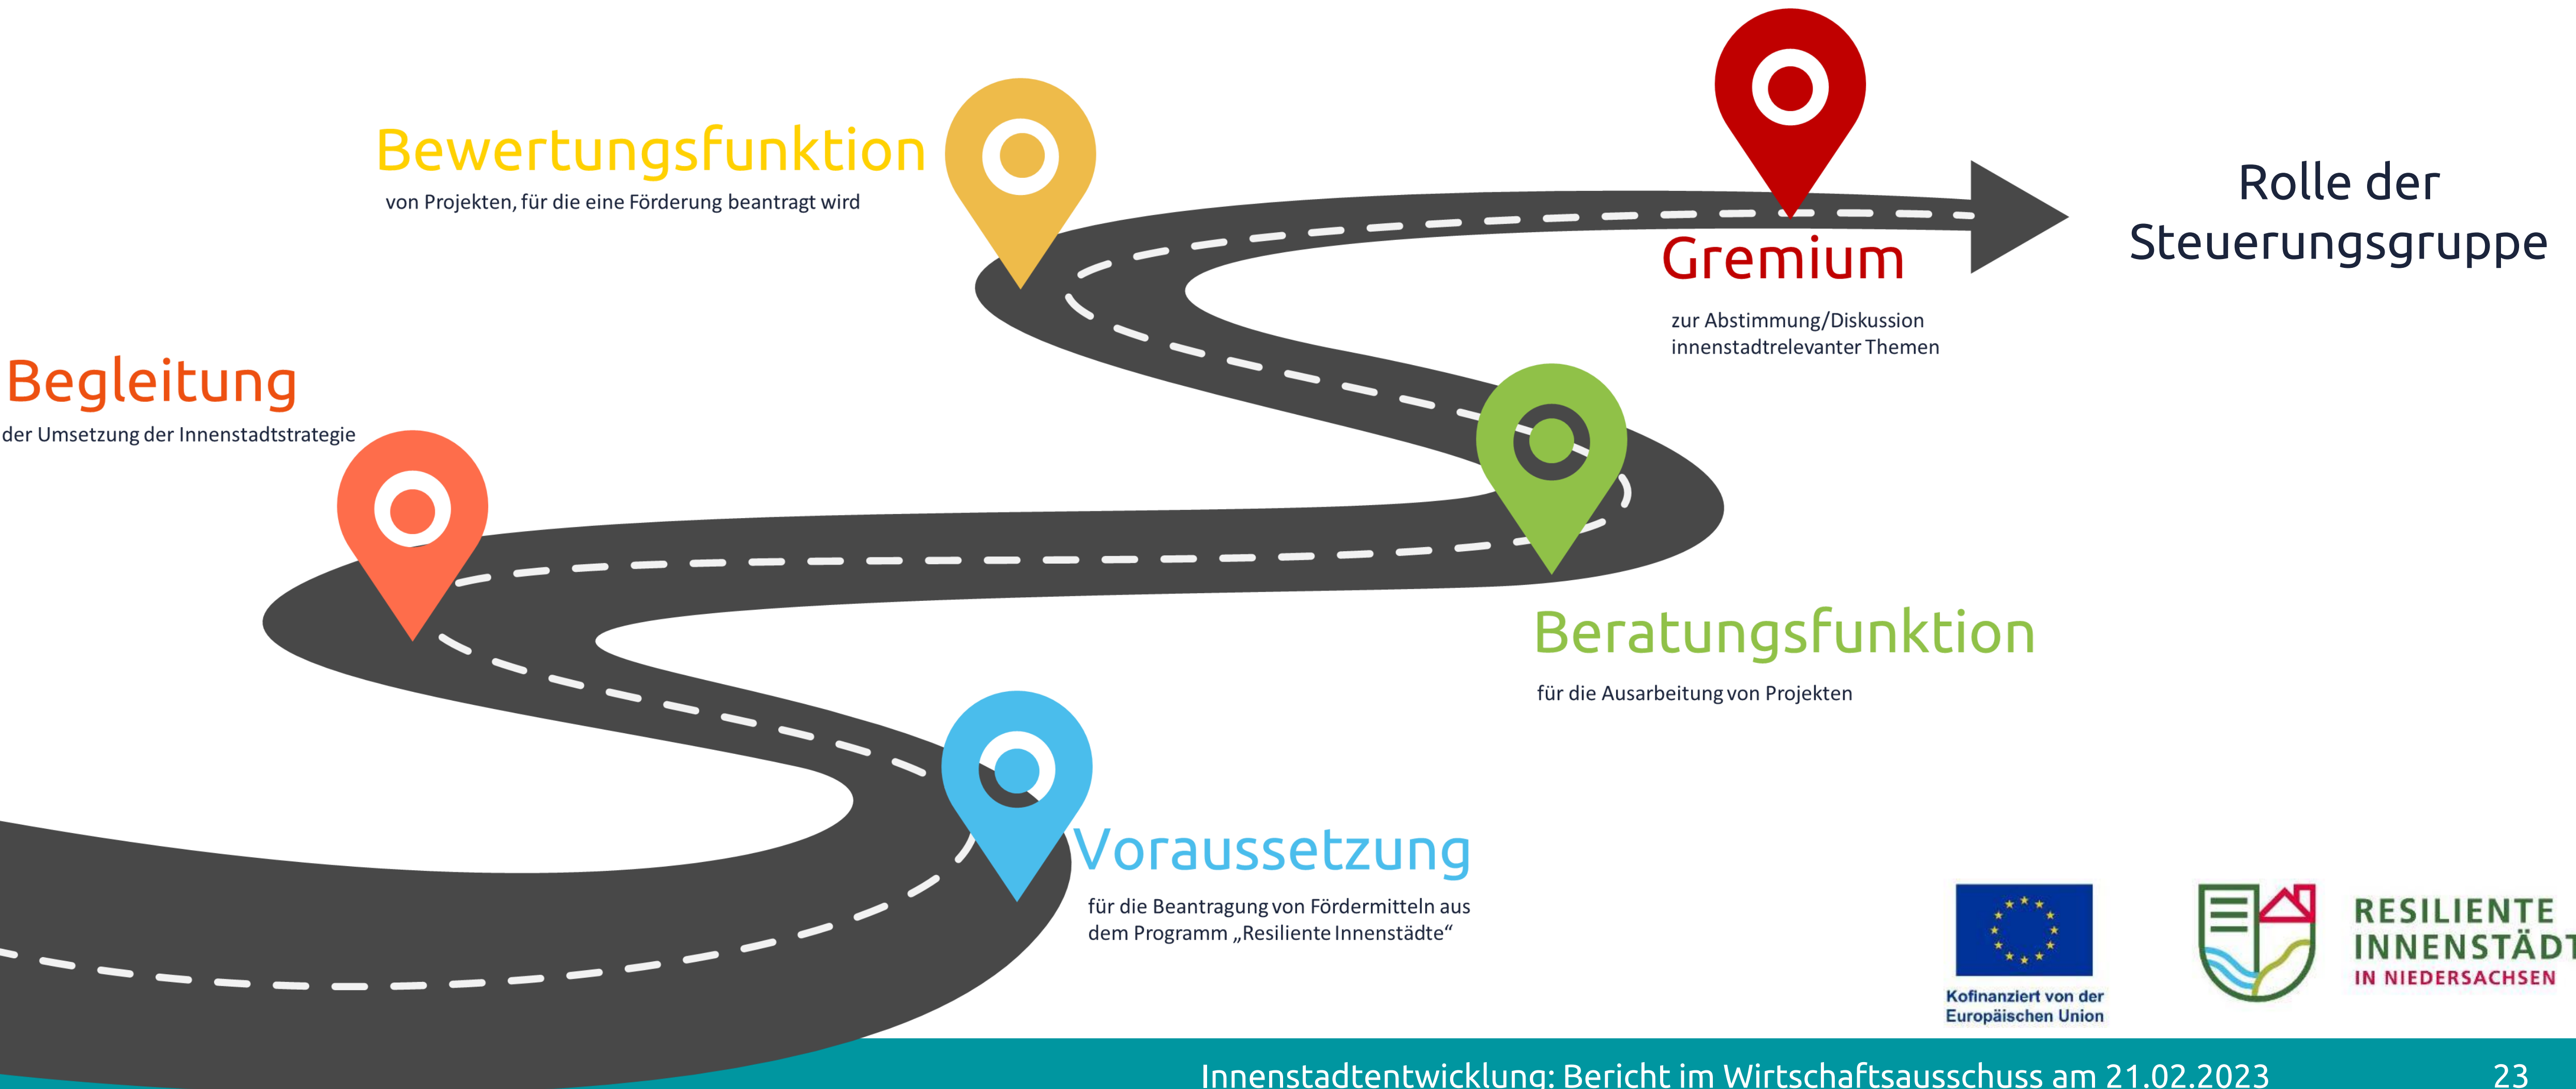 Bewertungsfunktion
von Projekten, für die eine Förderung beantragt wird
Rolle der
Steuerungsgruppe
Gremium
zur Abstimmung/Diskussion
innenstadtrelevanter Themen
Begleitung
der Umsetzung der Innenstadtstrategie
Beratungsfunktion
für die Ausarbeitung von Projekten
Voraussetzung
für die Beantragung von Fördermitteln aus
dem Programm „Resiliente Innenstädte“
Kofinanziert von der
Europäischen Union
RESILIENTE
INNENSTÄDT
IN NIEDERSACHSEN
Innenstadtentwicklung: Bericht im Wirtschaftsausschuss am 21.02.2023
23